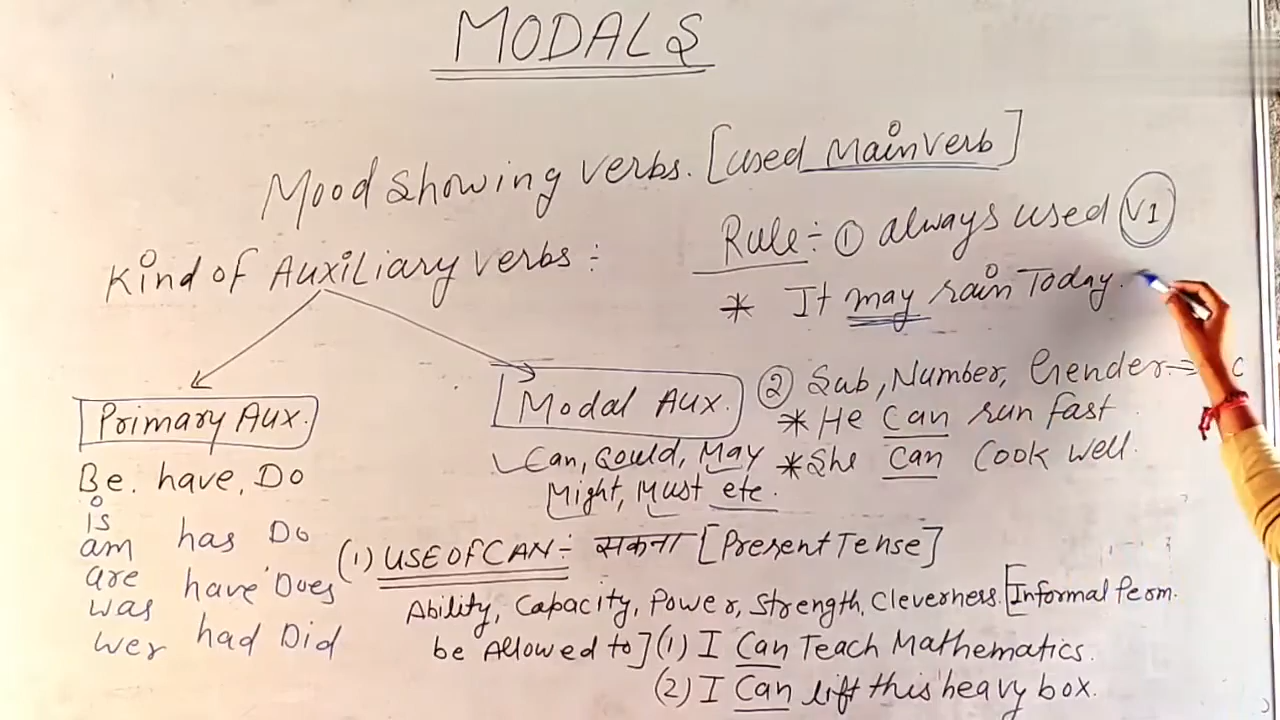 MODALS
Mood showing verbs. [used Main Verb]
Kind of Auxiliary verbs :
Rule ÷ ① always used V1
* It may rain Today.
Primary Aux.
Modal Aux.
② Sub, Number, Gender =
* He Can run fast
* She can Cook well.
Be, have, Do
Can, Could, May
Might, Must etc.
is has Do
am
are have Does
was
wer had Did
(1) USE OF CAN ÷ सकना [Present Tense]
Ability, Capacity, Power, Strength, Cleverness. [Informal Perm.
be Allowed to] (1) I Can Teach Mathematics.
(2) I Can lift this heavy box.